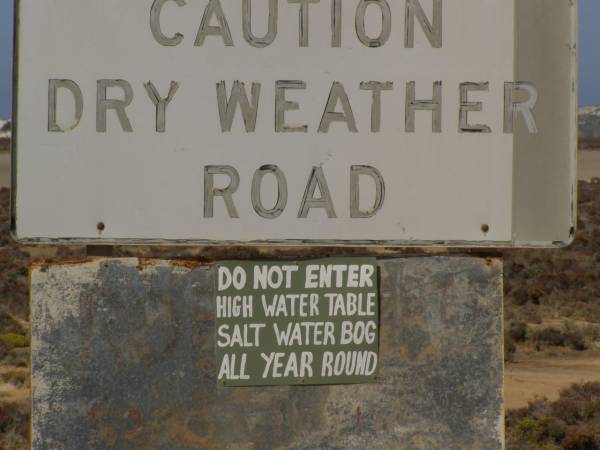 CAUTION
DRY WEATHER
ROAD
DO NOT ENTER
HIGH WATER TABLE
SALT WATER BOG
ALL YEAR ROUND